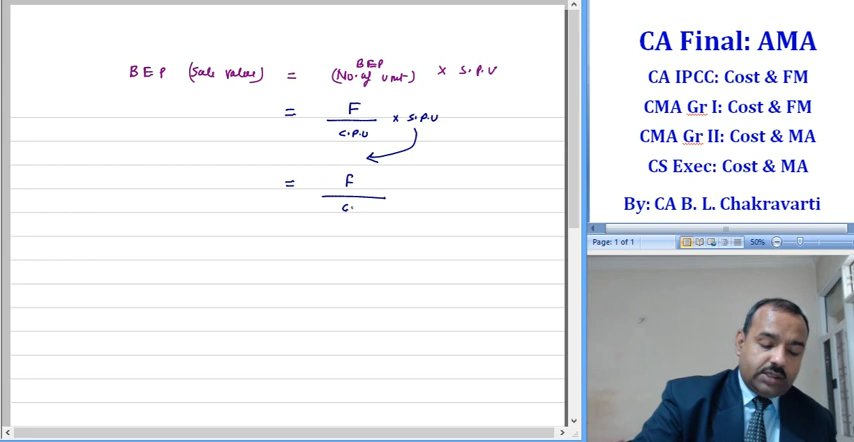 BEP (Sale value) = BEP (No. of unit) × S.P.U
= F / C.P.U × S.P.U
= F / C.
CA Final: AMA
CA IPCC: Cost & FM
CMA Gr I: Cost & FM
CMA Gr II: Cost & MA
CS Exec: Cost & MA
By: CA B. L. Chakravarti
Page: 1 of 1
50%